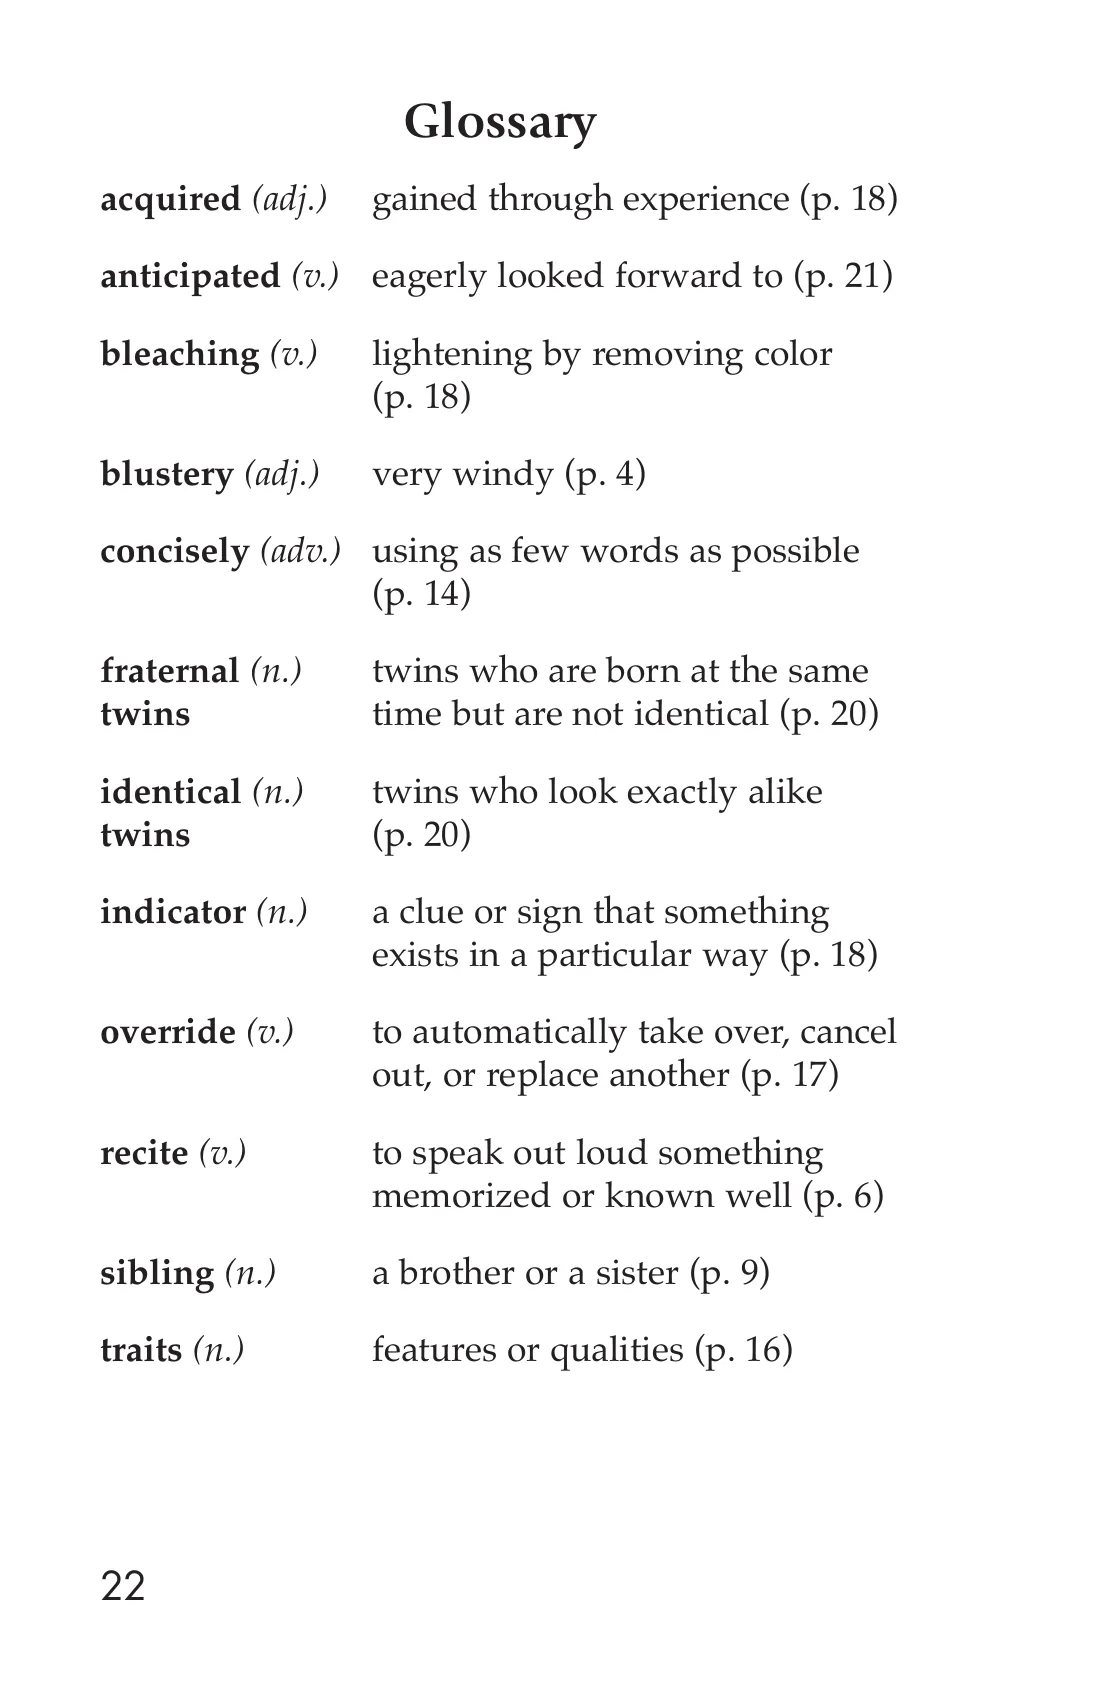 Glossary
acquired (adj.) gained through experience (p. 18)
anticipated (v.) eagerly looked forward to (p. 21)
bleaching (v.) lightening by removing color
(p. 18)
blustery (adj.) very windy (p. 4)
concisely (adv.) using as few words as possible
(p. 14)
fraternal (n.) twins who are born at the same
twins time but are not identical (p. 20)
identical (n.) twins who look exactly alike
twins (p. 20)
indicator (n.) a clue or sign that something
exists in a particular way (p. 18)
override (v.) to automatically take over, cancel
out, or replace another (p. 17)
recite (v.) to speak out loud something
memorized or known well (p. 6)
sibling (n.) a brother or a sister (p. 9)
traits (n.) features or qualities (p. 16)
22